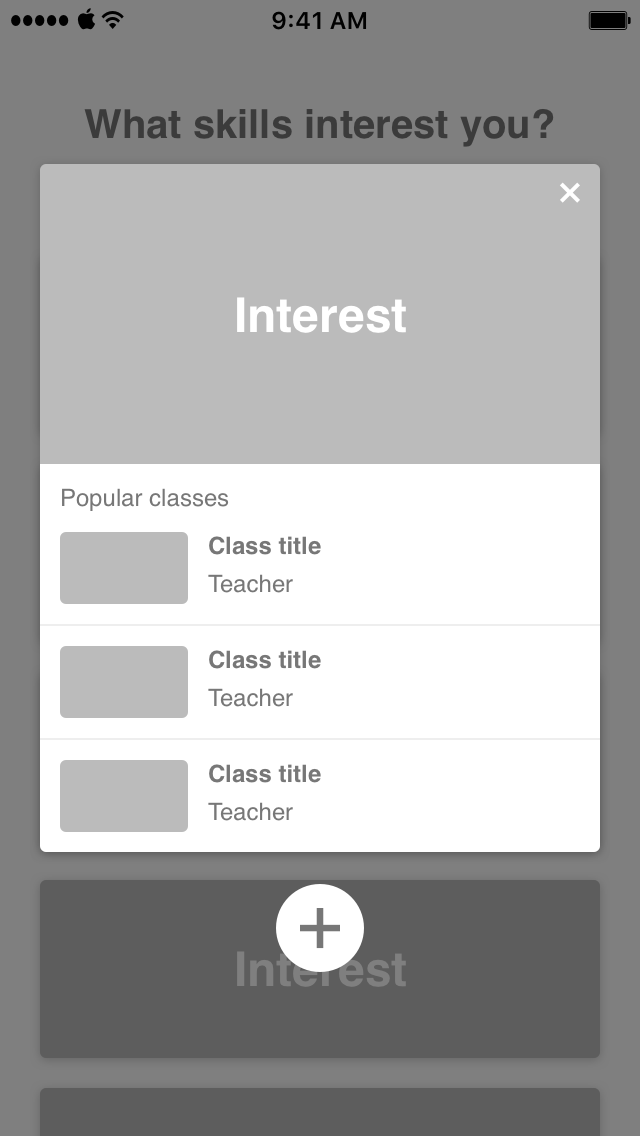 9:41 AM
What skills interest you?
Interest
Popular classes
Class title
Teacher
Class title
Teacher
Class title
Teacher
Interest